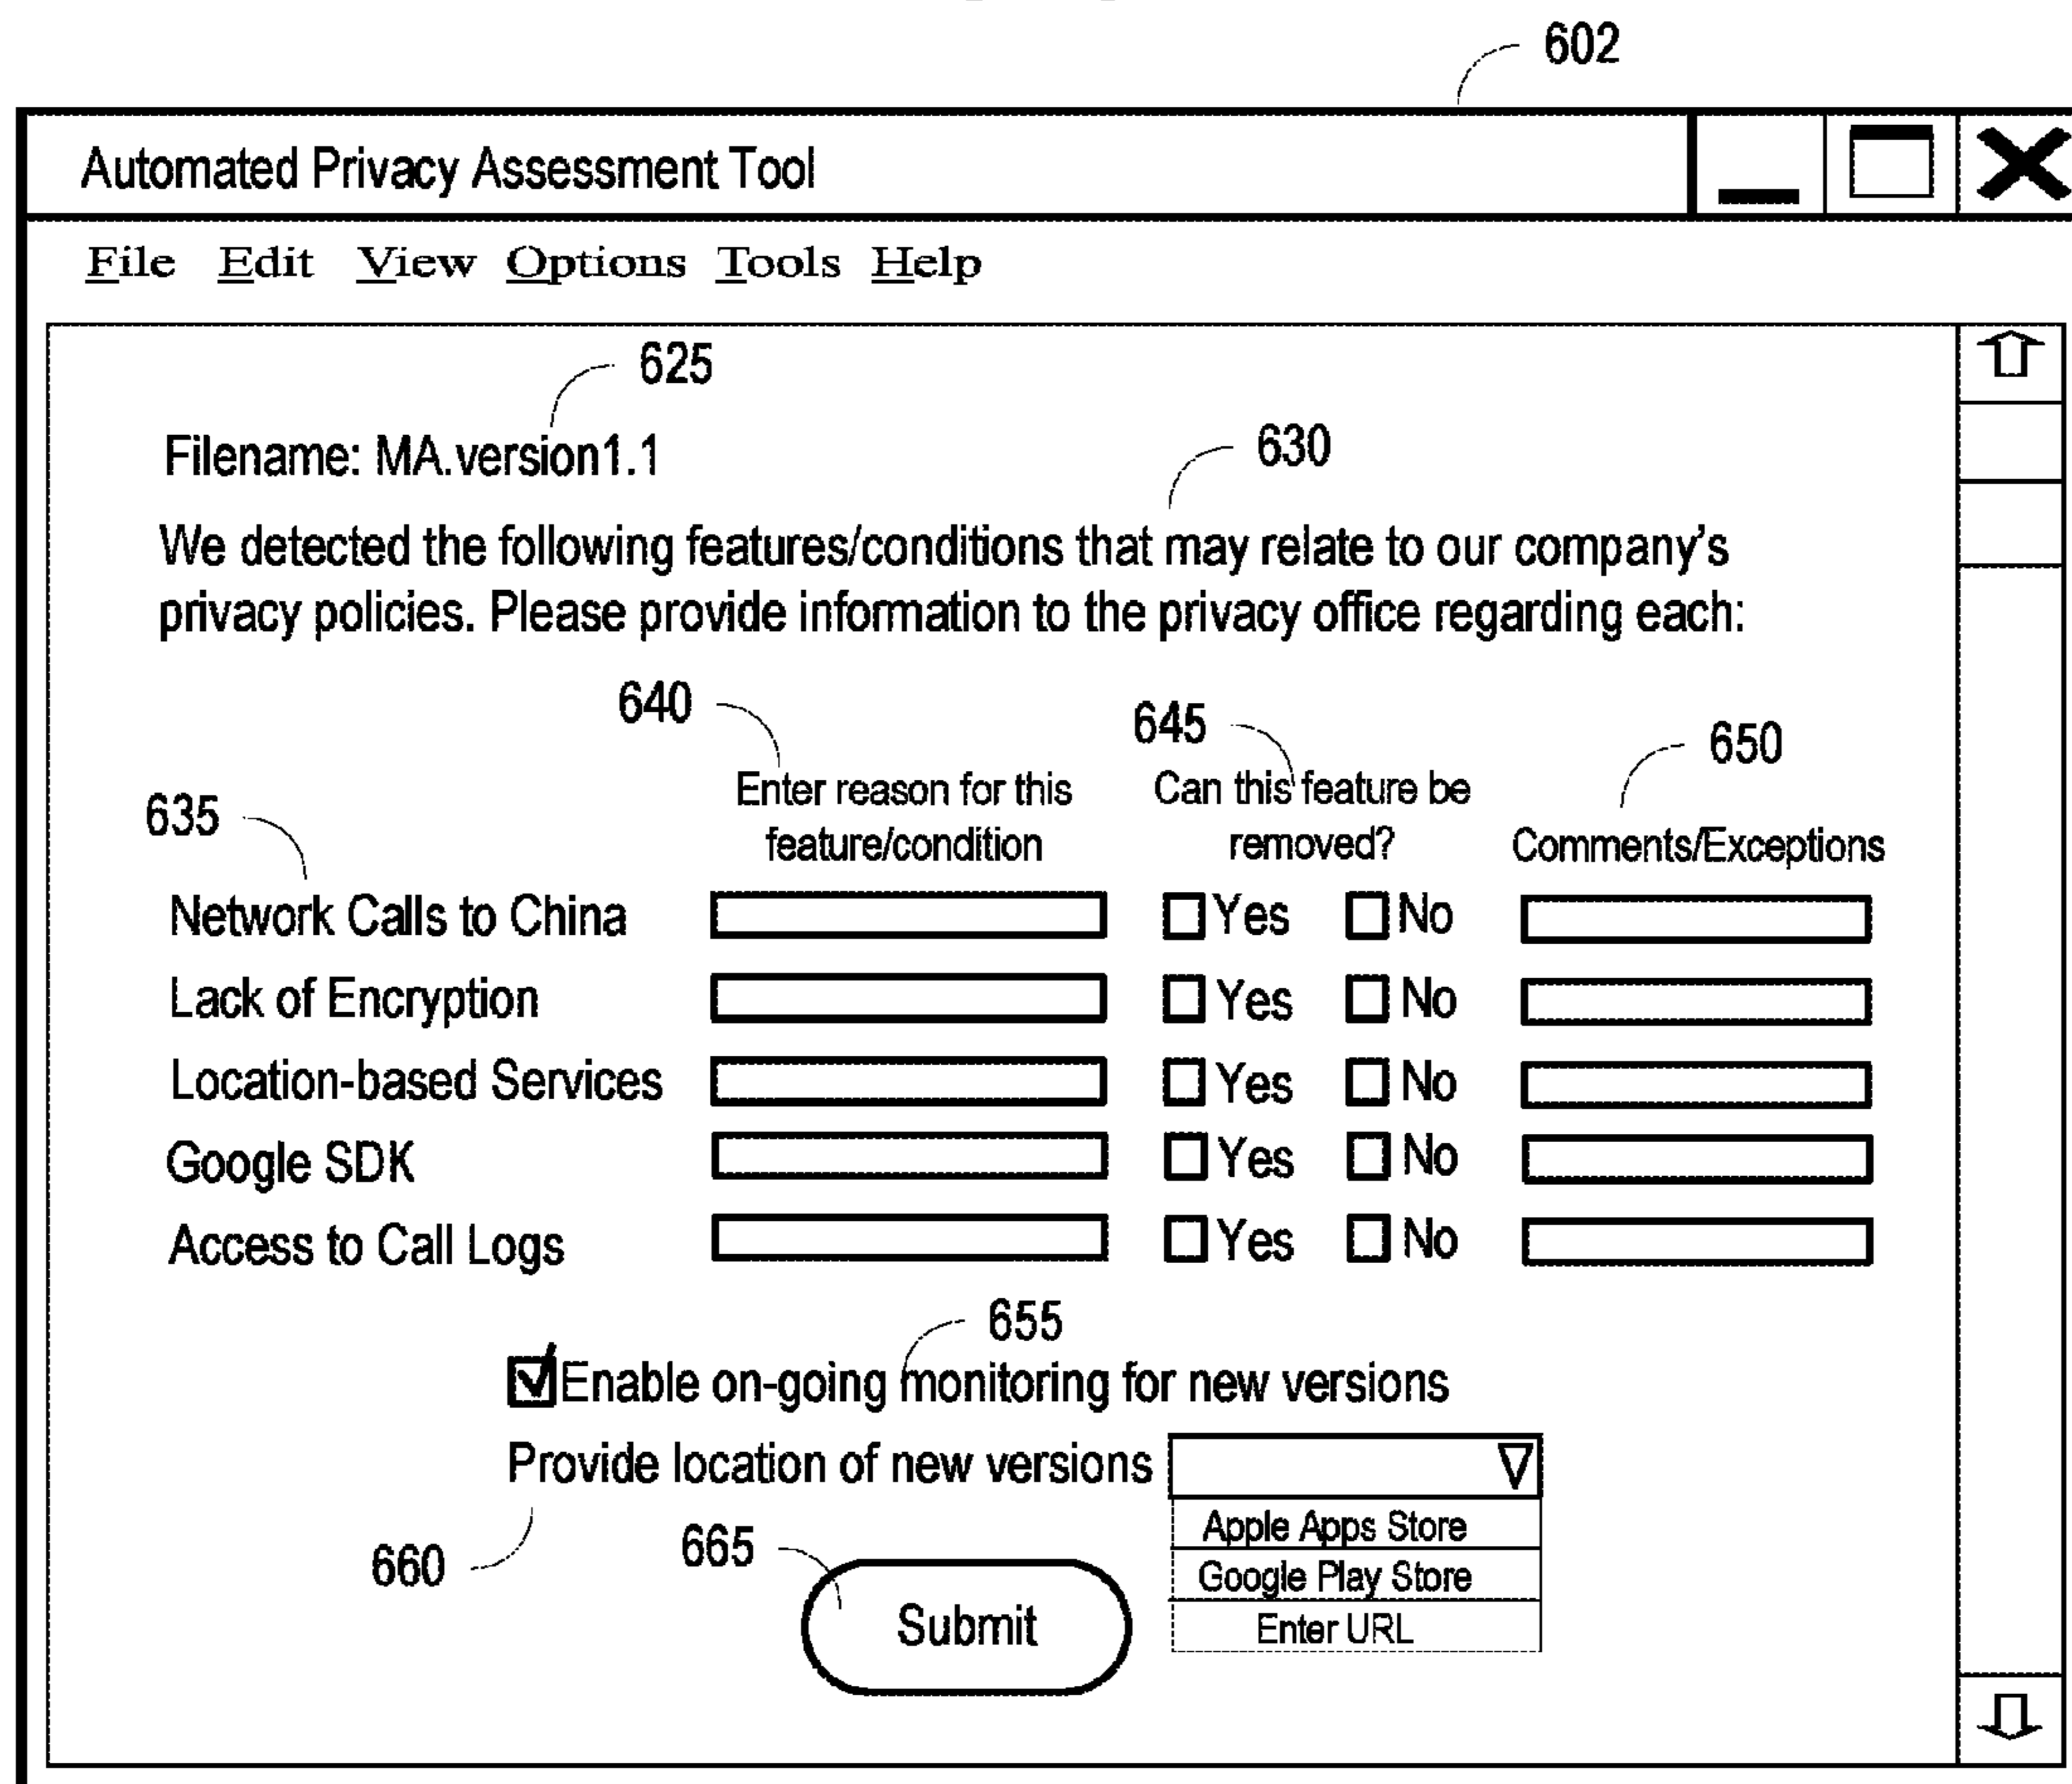 602
Automated Privacy Assessment Tool
File Edit View Options Tools Help
625
Filename: MA.version1.1
630
We detected the following features/conditions that may relate to our company's
privacy policies. Please provide information to the privacy office regarding each:
640 645 650
635
Enter reason for this
feature/condition
Can this feature be
removed?
Comments/Exceptions
Network Calls to China Yes No
Lack of Encryption Yes No
Location-based Services Yes No
Google SDK Yes No
Access to Call Logs Yes No
655
Enable on-going monitoring for new versions
Provide location of new versions
Apple Apps Store
Google Play Store
Enter URL
660
665
Submit